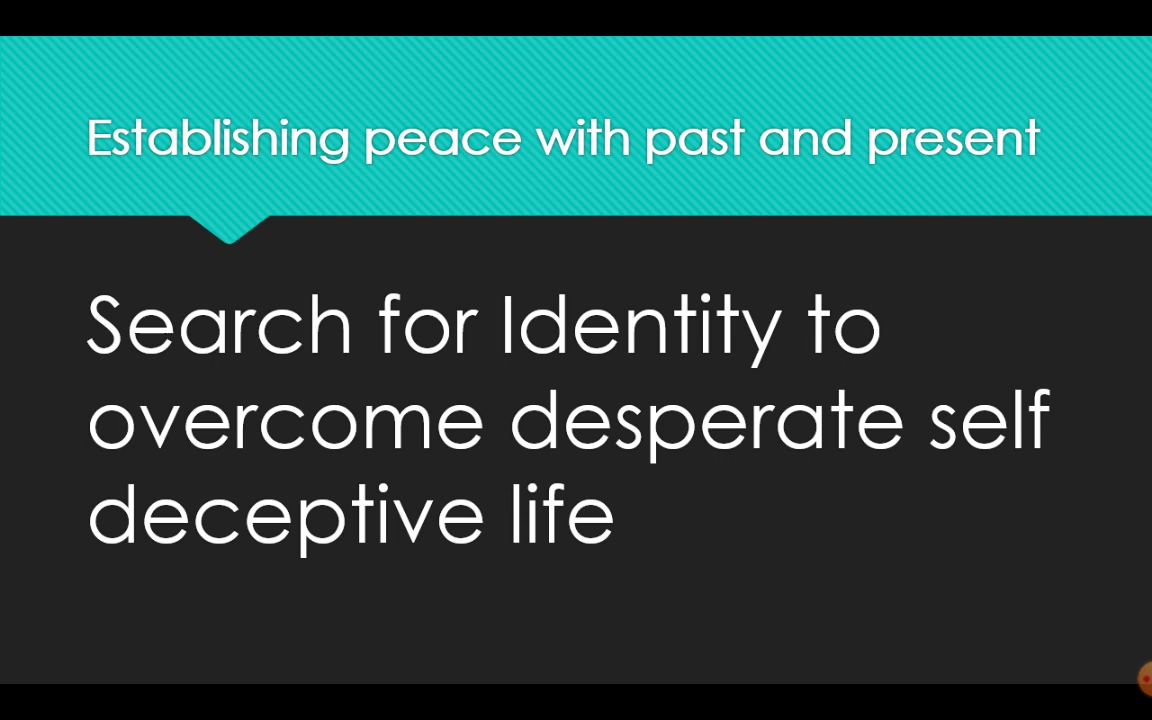 Establishing peace with past and present
Search for Identity to
overcome desperate self
deceptive life